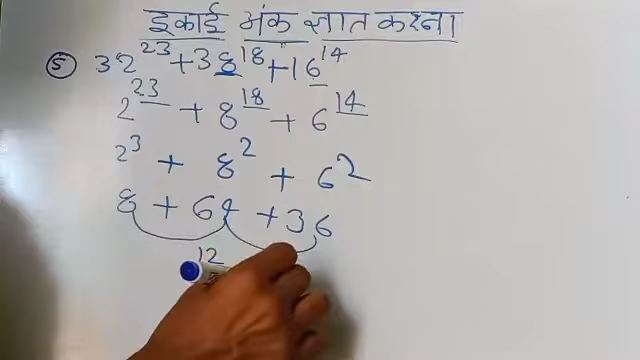 इकाई अंक ज्ञात करना
⑤ 32²³ + 38¹⁸ + 16¹⁴
2²³ + 8¹⁸ + 6¹⁴
2³ + 8² + 6²
8 + 64 + 36
12